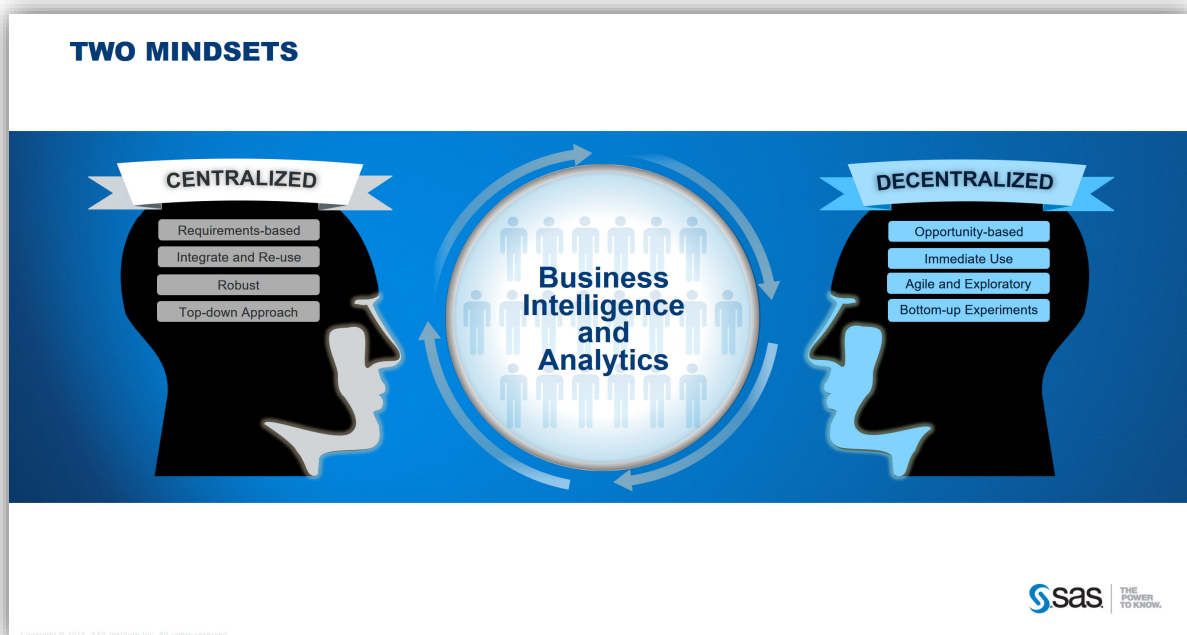 TWO MINDSETS
CENTRALIZED
Requirements-based
Integrate and Re-use
Robust
Top-down Approach
Business
Intelligence
and
Analytics
DECENTRALIZED
Opportunity-based
Immediate Use
Agile and Exploratory
Bottom-up Experiments
sas
THE
POWER
TO KNOW.